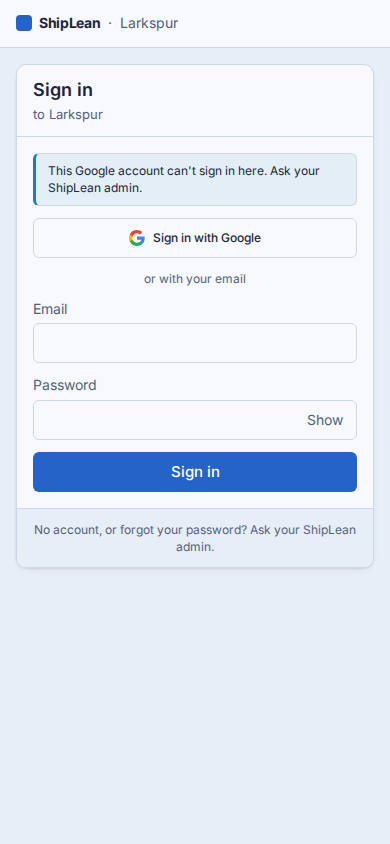 ShipLean · Larkspur
Sign in
to Larkspur
This Google account can't sign in here. Ask your
ShipLean admin.
Sign in with Google
or with your email
Email
Password
Show
Sign in
No account, or forgot your password? Ask your ShipLean
admin.